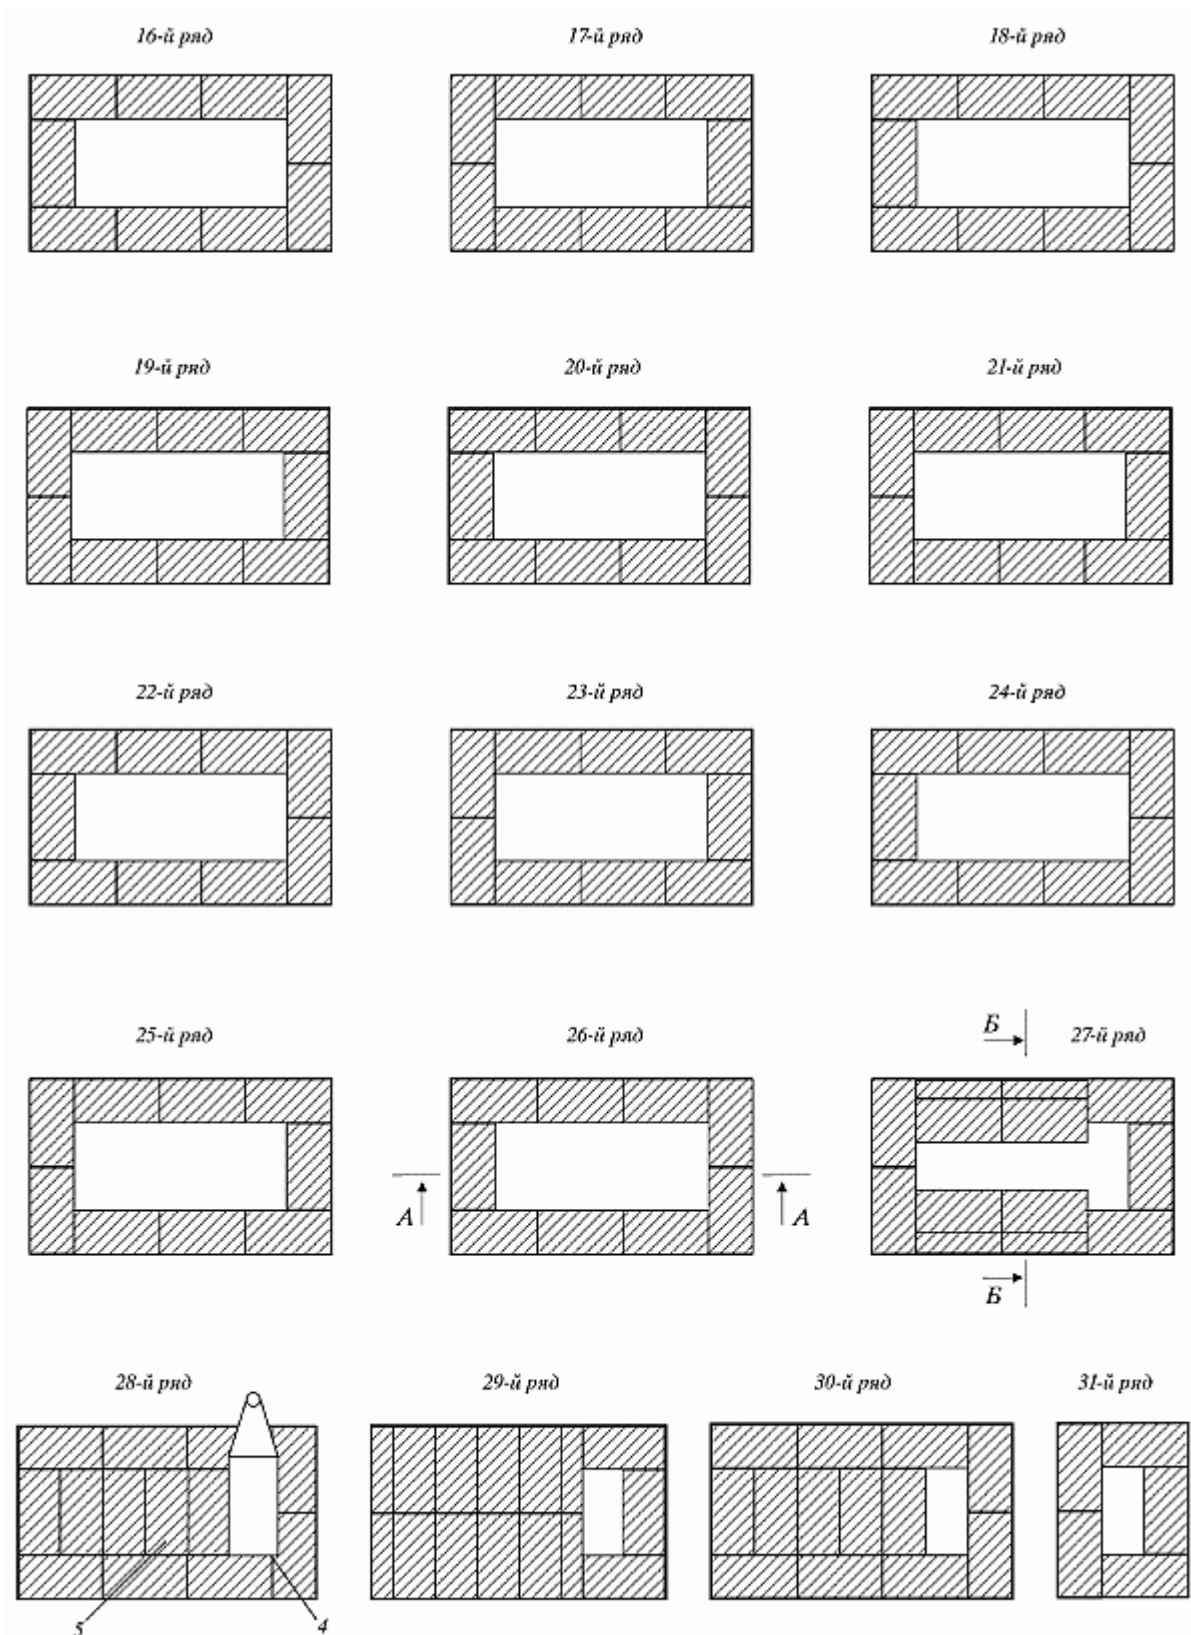 16-й ряд 17-й ряд 18-й ряд
19-й ряд 20-й ряд 21-й ряд
22-й ряд 23-й ряд 24-й ряд
Б
25-й ряд 26-й ряд 27-й ряд
А А
Б
28-й ряд 29-й ряд 30-й ряд 31-й ряд
5 4